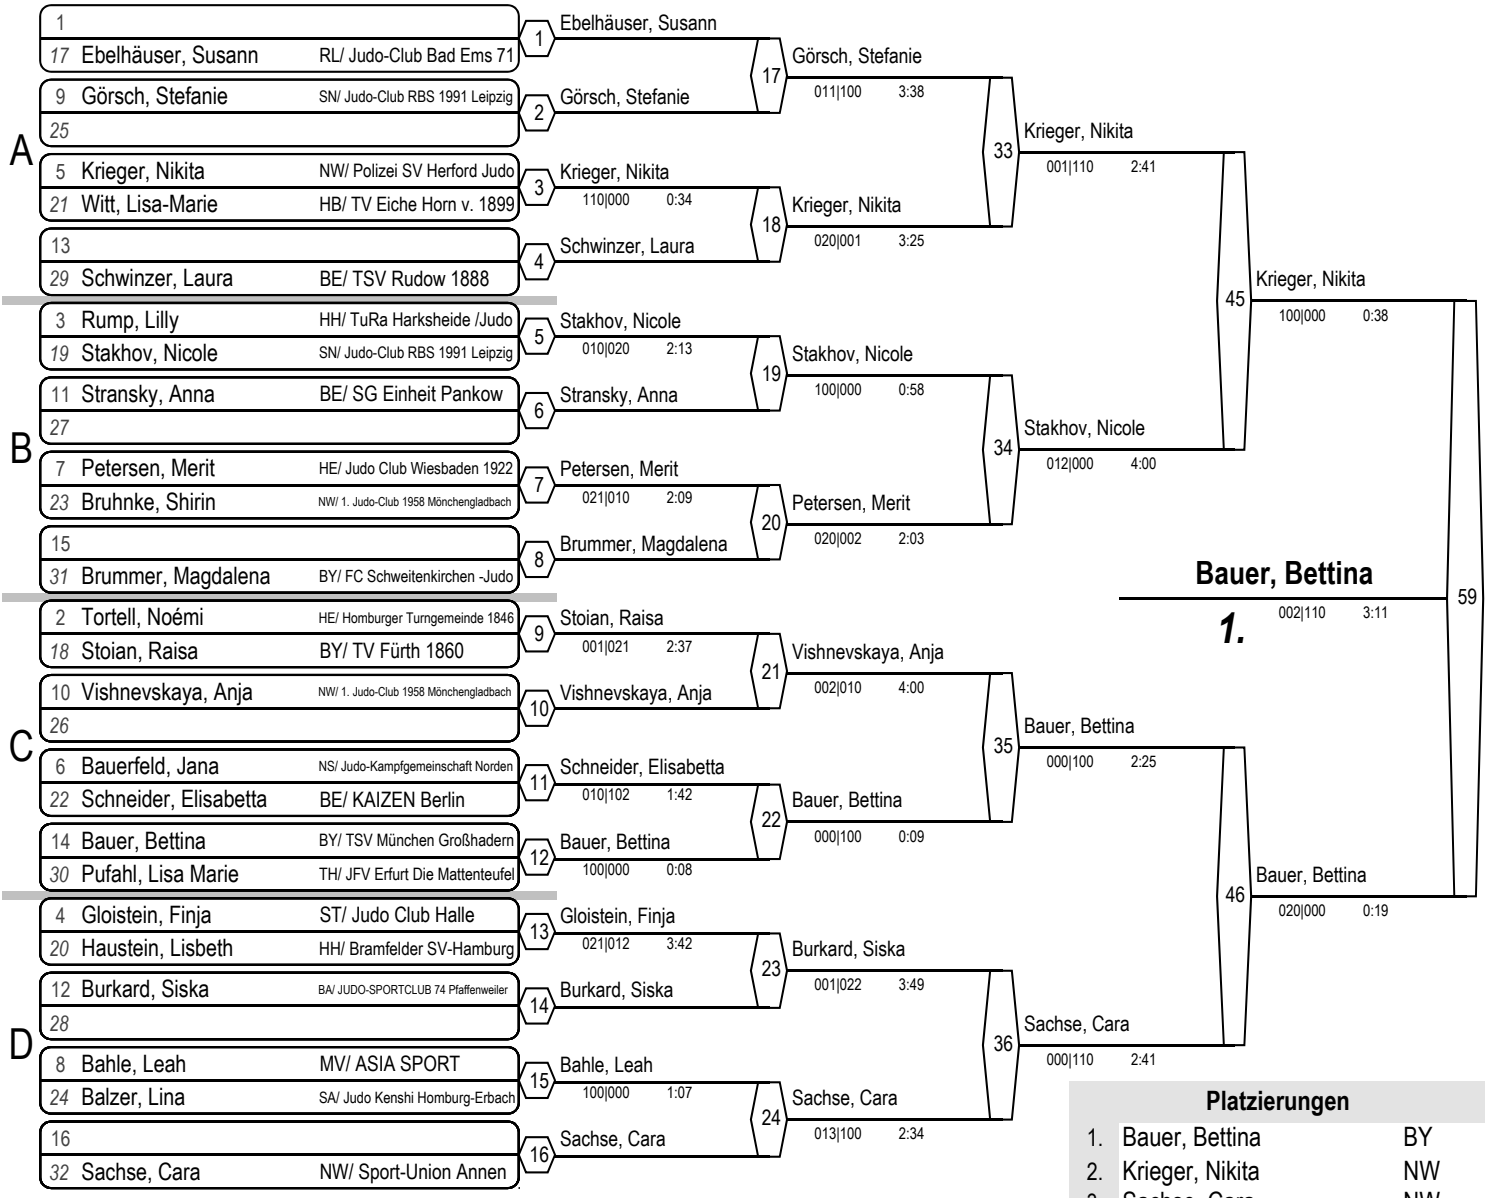 A
1
17 Ebelhäuser, Susann RL/ Judo-Club Bad Ems 71
9 Görsch, Stefanie SN/ Judo-Club RBS 1991 Leipzig
25
5 Krieger, Nikita NW/ Polizei SV Herford Judo
21 Witt, Lisa-Marie HB/ TV Eiche Horn v. 1899
13
29 Schwinzer, Laura BE/ TSV Rudow 1888
B
3 Rump, Lilly HH/ TuRa Harksheide /Judo
19 Stakhov, Nicole SN/ Judo-Club RBS 1991 Leipzig
11 Stransky, Anna BE/ SG Einheit Pankow
27
7 Petersen, Merit HE/ Judo Club Wiesbaden 1922
23 Bruhnke, Shirin NW/ 1. Judo-Club 1958 Mönchengladbach
15
31 Brummer, Magdalena BY/ FC Schweitenkirchen -Judo
C
2 Tortell, Noémi HE/ Homburger Turngemeinde 1846
18 Stoian, Raisa BY/ TV Fürth 1860
10 Vishnevskaya, Anja NW/ 1. Judo-Club 1958 Mönchengladbach
26
6 Bauerfeld, Jana NS/ Judo-Kampfgemeinschaft Norden
22 Schneider, Elisabetta BE/ KAIZEN Berlin
14 Bauer, Bettina BY/ TSV München Großhadern
30 Pufahl, Lisa Marie TH/ JFV Erfurt Die Mattenteufel
D
4 Gloistein, Finja ST/ Judo Club Halle
20 Haustein, Lisbeth HH/ Bramfelder SV-Hamburg
12 Burkard, Siska BA/ JUDO-SPORTCLUB 74 Pfaffenweiler
28
8 Bahle, Leah MV/ ASIA SPORT
24 Balzer, Lina SA/ Judo Kenshi Homburg-Erbach
16
32 Sachse, Cara NW/ Sport-Union Annen
1 Ebelhäuser, Susann
2 Görsch, Stefanie
3 Krieger, Nikita
110|000 0:34
4 Schwinzer, Laura
5 Stakhov, Nicole
010|020 2:13
6 Stransky, Anna
7 Petersen, Merit
021|010 2:09
8 Brummer, Magdalena
9 Stoian, Raisa
001|021 2:37
10 Vishnevskaya, Anja
11 Schneider, Elisabetta
010|102 1:42
12 Bauer, Bettina
100|000 0:08
13 Gloistein, Finja
021|012 3:42
14 Burkard, Siska
15 Bahle, Leah
100|000 1:07
16 Sachse, Cara
17 Görsch, Stefanie
011|100 3:38
18 Krieger, Nikita
020|001 3:25
19 Stakhov, Nicole
100|000 0:58
20 Petersen, Merit
020|002 2:03
21 Vishnevskaya, Anja
002|010 4:00
22 Bauer, Bettina
000|100 0:09
23 Burkard, Siska
001|022 3:49
24 Sachse, Cara
013|100 2:34
33 Krieger, Nikita
001|110 2:41
34 Stakhov, Nicole
012|000 4:00
35 Bauer, Bettina
000|100 2:25
36 Sachse, Cara
000|110 2:41
45 Krieger, Nikita
100|000 0:38
46 Bauer, Bettina
020|000 0:19
59
Bauer, Bettina
1. 002|110 3:11
Platzierungen
1. Bauer, Bettina BY
2. Krieger, Nikita NW
3. Sachse, Cara NW